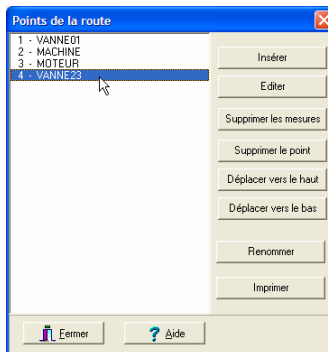 Points de la route
1 - VANNE01
2 - MACHINE
3 - MOTEUR
4 - VANNE23
Insérer
Editer
Supprimer les mesures
Supprimer le point
Déplacer vers le haut
Déplacer vers le bas
Renommer
Imprimer
Fermer
Aide